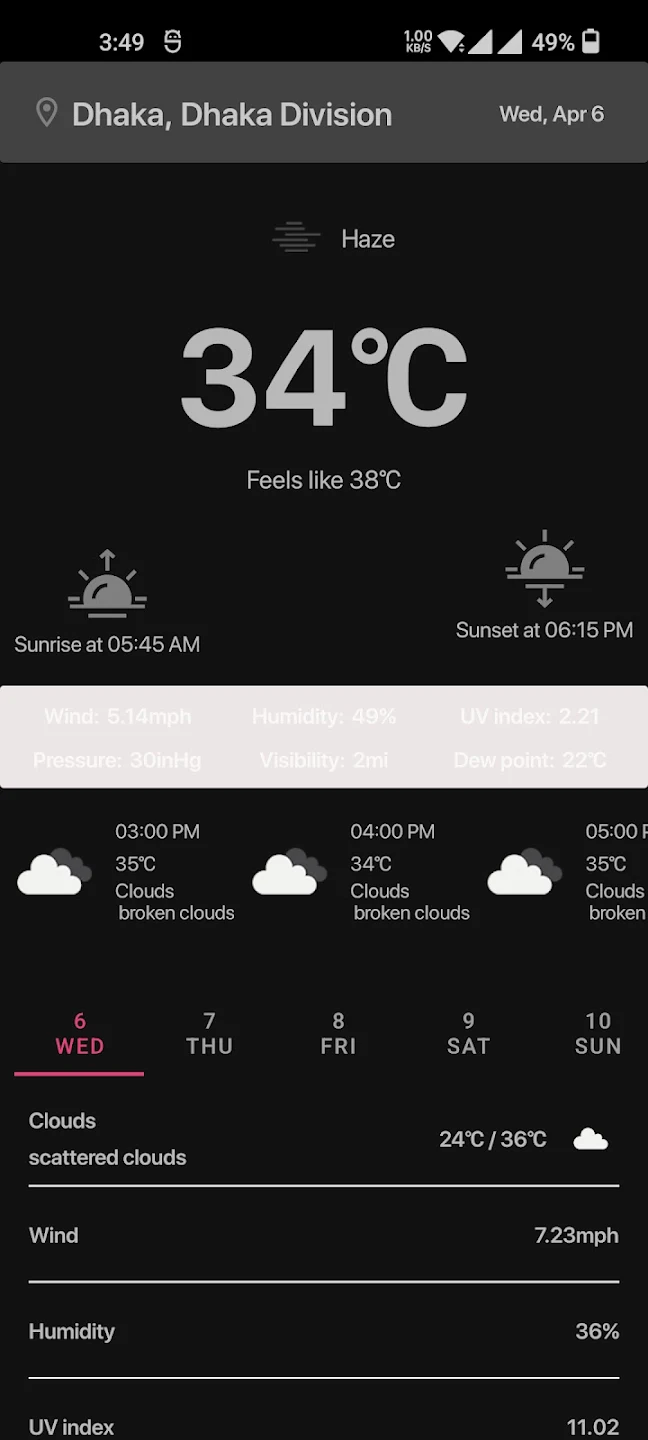 3:49 1.00 KB/S 49%
Dhaka, Dhaka Division Wed, Apr 6
Haze
34°C
Feels like 38°C
Sunrise at 05:45 AM Sunset at 06:15 PM
Wind: 5.14mph Humidity: 49% UV index: 2.21
Pressure: 30inHg Visibility: 2mi Dew point: 22°C
03:00 PM 04:00 PM 05:00 P
35°C 34°C 35°C
Clouds Clouds Clouds
broken clouds broken clouds broken
6 7 8 9 10
WED THU FRI SAT SUN
Clouds
24°C / 36°C
scattered clouds
Wind 7.23mph
Humidity 36%
UV index 11.02